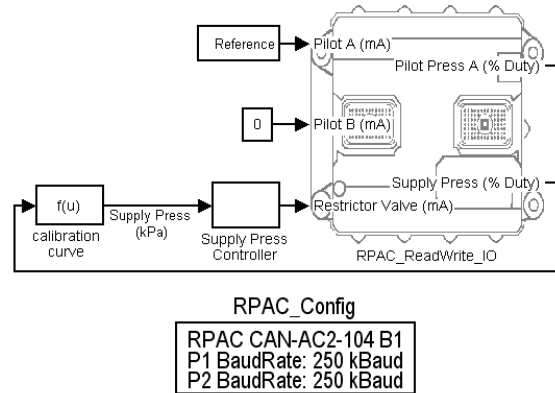 Reference
Pilot A (mA)
Pilot Press A (% Duty)
0
Pilot B (mA)
Supply Press (% Duty)
f(u)
Supply Press
(kPa)
Restrictor Valve (mA)
calibration
curve
Supply Press
Controller
RPAC_ReadWrite_IO
RPAC_Config
RPAC CAN-AC2-104 B1
P1 BaudRate: 250 kBaud
P2 BaudRate: 250 kBaud